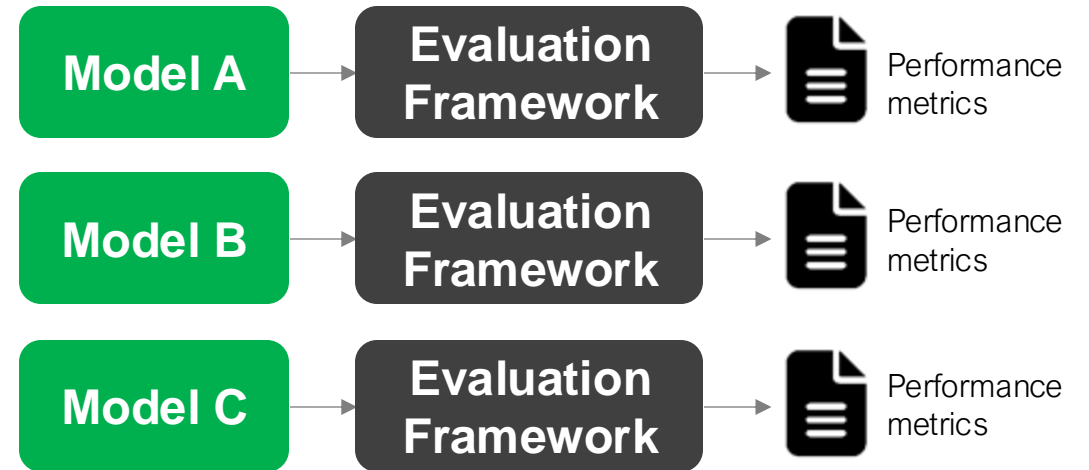 Model A
Evaluation
Framework
Performance
metrics
Model B
Evaluation
Framework
Performance
metrics
Model C
Evaluation
Framework
Performance
metrics